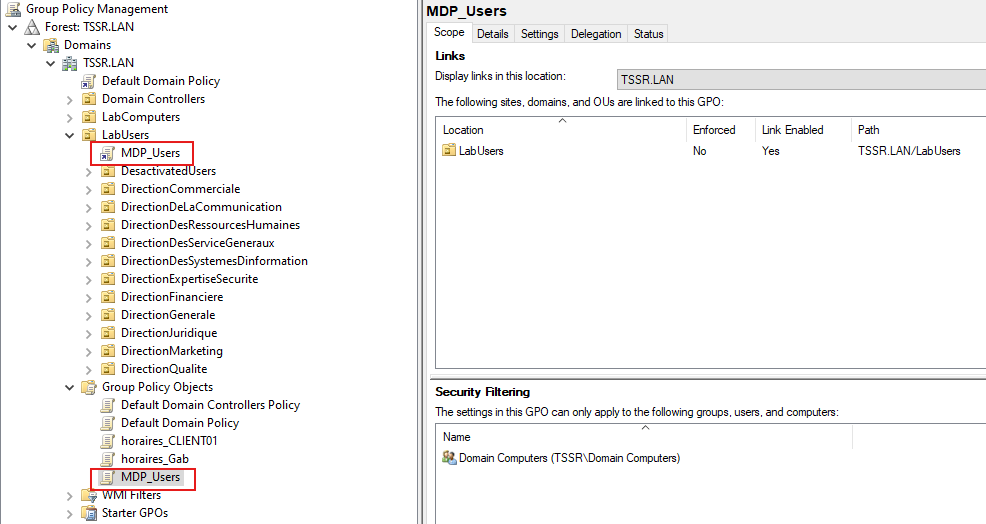 Group Policy Management
Forest: TSSR.LAN
Domains
TSSR.LAN
Default Domain Policy
Domain Controllers
LabComputers
LabUsers
MDP_Users
DesactivatedUsers
DirectionCommerciale
DirectionDeLaCommunication
DirectionDesRessourcesHumaines
DirectionDesServiceGeneraux
DirectionDesSystemesDinformation
DirectionExpertiseSecurite
DirectionFinanciere
DirectionGenerale
DirectionJuridique
DirectionMarketing
DirectionQualite
Group Policy Objects
Default Domain Controllers Policy
Default Domain Policy
horaires_CLIENT01
horaires_Gab
MDP_Users
WMI Filters
Starter GPOs
MDP_Users
Scope Details Settings Delegation Status
Links
Display links in this location: TSSR.LAN
The following sites, domains, and OUs are linked to this GPO:
Location Enforced Link Enabled Path
LabUsers No Yes TSSR.LAN/LabUsers
Security Filtering
The settings in this GPO can only apply to the following groups, users, and computers:
Name
Domain Computers (TSSR\Domain Computers)